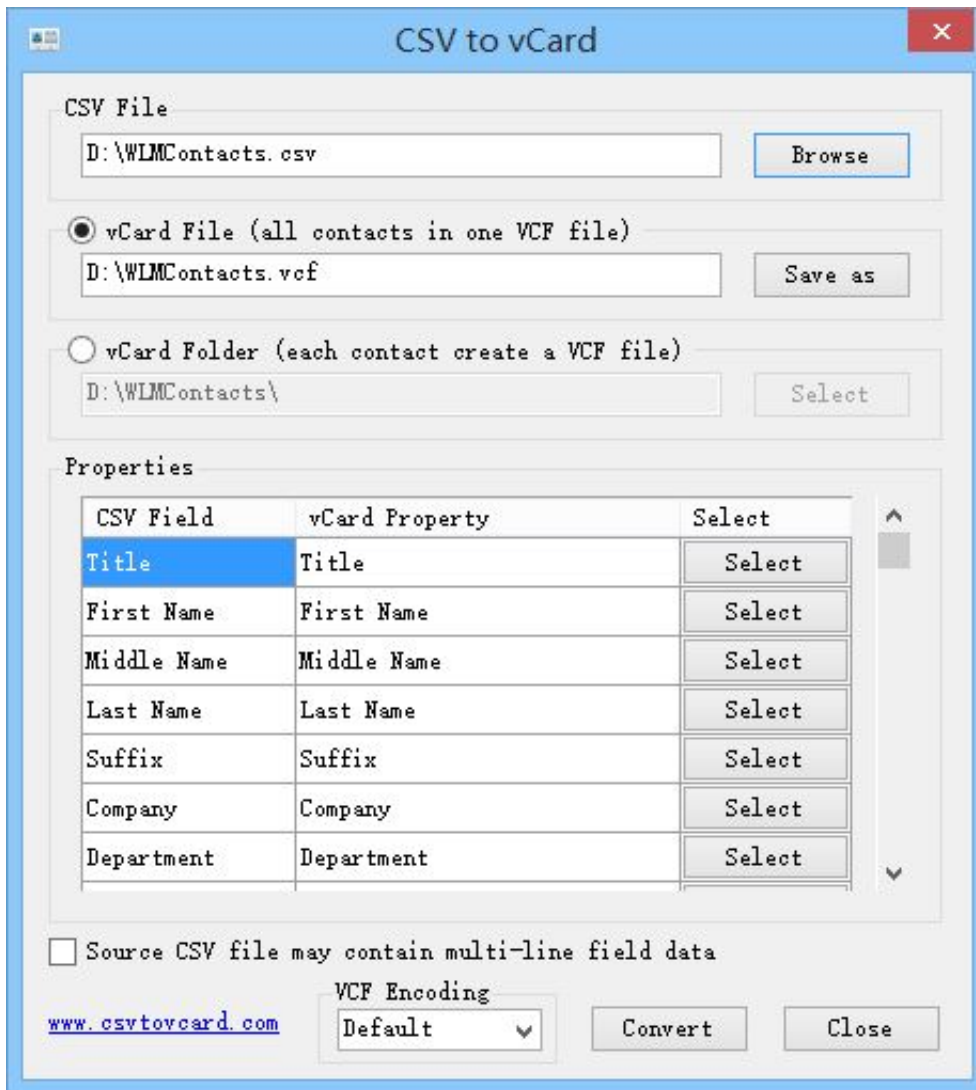 CSV to vCard
CSV File
D:\WLMContacts.csv
Browse
vCard File (all contacts in one VCF file)
D:\WLMContacts.vcf
Save as
vCard Folder (each contact create a VCF file)
D:\WLMContacts\
Select
Properties
CSV Field vCard Property Select
Title Title Select
First Name First Name Select
Middle Name Middle Name Select
Last Name Last Name Select
Suffix Suffix Select
Company Company Select
Department Department Select
Source CSV file may contain multi-line field data
VCF Encoding
www.csvtovcard.com Default Convert Close